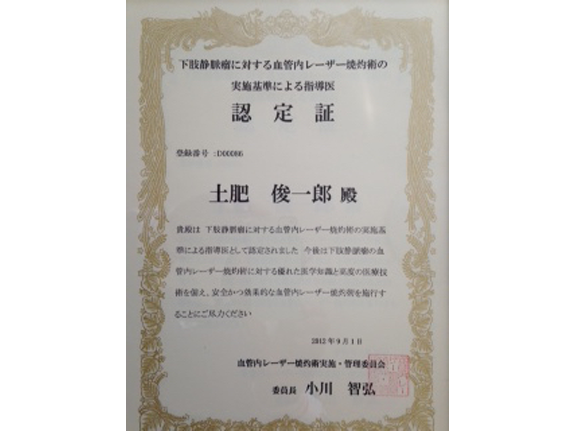 下肢静脈瘤に対する血管内レーザー焼灼術の
実施基準による指導医
認定証
登録番号 :D00086
土肥 俊一郎 殿
貴殿は 下肢静脈瘤に対する血管内レーザー焼灼術の実施基
準による指導医として認定されました 今後は下肢静脈瘤の血
管内レーザー焼灼術に対する優れた医学知識と高度の医療技
術を備え、安全かつ効果的な血管内レーザー焼灼術を施行す
ることにご尽力ください
2012年9月1日
血管内レーザー焼灼術実施・管理委員会
委員長 小川 智弘